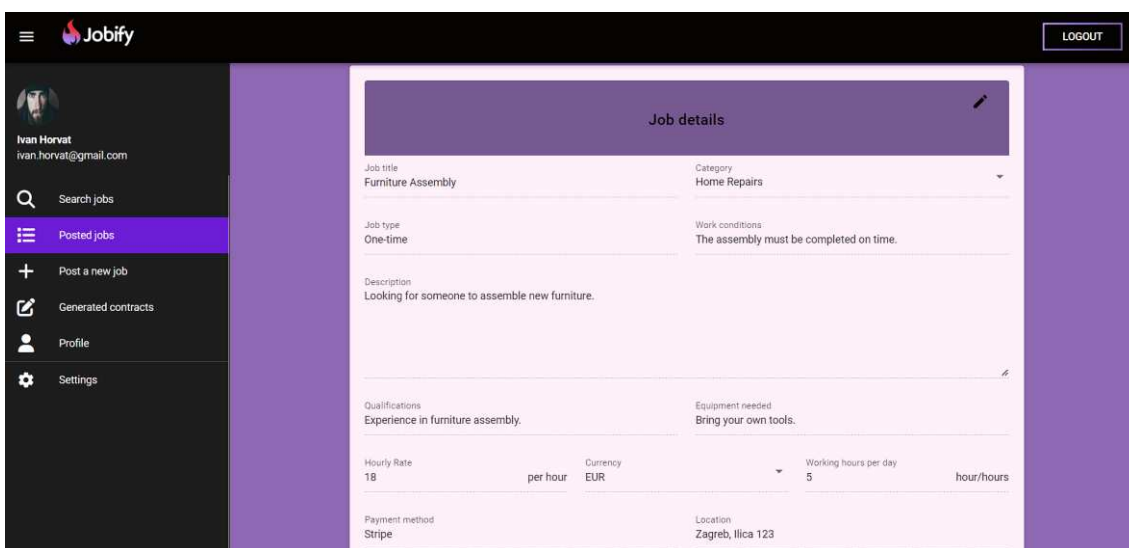 Jobify
LOGOUT
Ivan Horvat
ivan.horvat@gmail.com
Search jobs
Posted jobs
Post a new job
Generated contracts
Profile
Settings
Job details
Job title
Furniture Assembly
Category
Home Repairs
Job type
One-time
Work conditions
The assembly must be completed on time.
Description
Looking for someone to assemble new furniture.
Qualifications
Experience in furniture assembly.
Equipment needed
Bring your own tools.
Hourly Rate
18 per hour
Currency
EUR
Working hours per day
5 hour/hours
Payment method
Stripe
Location
Zagreb, Ilica 123